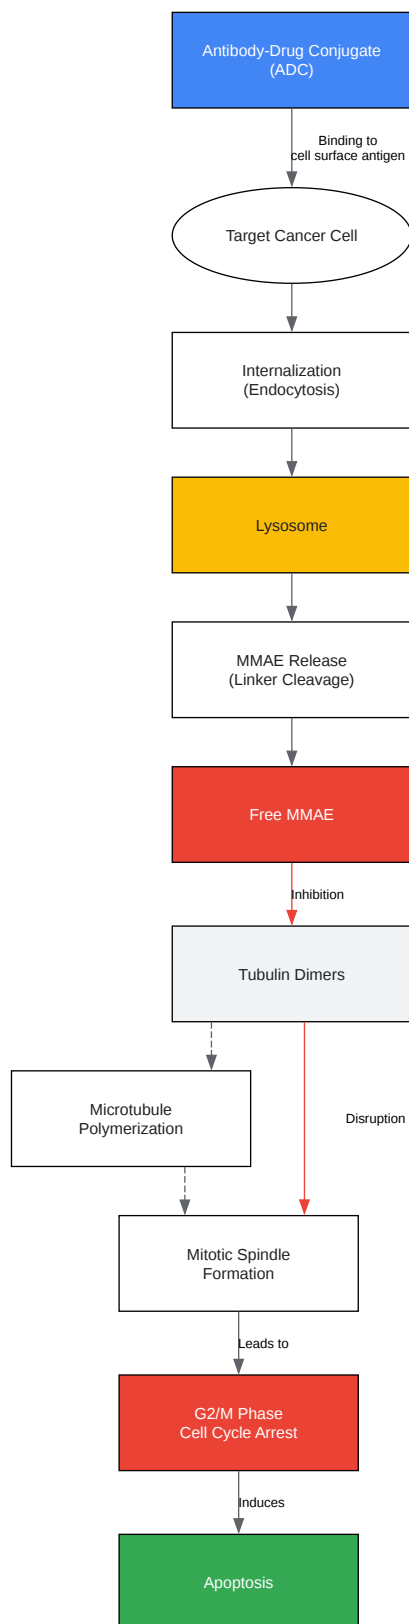 Antibody-Drug Conjugate
(ADC)
Binding to
cell surface antigen
Target Cancer Cell
Internalization
(Endocytosis)
Lysosome
MMAE Release
(Linker Cleavage)
Free MMAE
Inhibition
Tubulin Dimers
Microtubule
Polymerization
Disruption
Mitotic Spindle
Formation
Leads to
G2/M Phase
Cell Cycle Arrest
Induces
Apoptosis